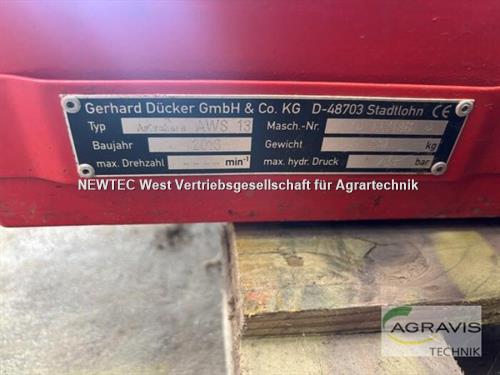 Gerhard Dücker GmbH & Co. KG D-48703 Stadtlohn CE
Typ AWS 13 Masch.-Nr.
Baujahr 2013 Gewicht kg
max. Drehzahl min⁻¹ max. hydr. Druck bar
NEWTEC West Vertriebsgesellschaft für Agrartechnik
AGRAVIS
TECHNIK